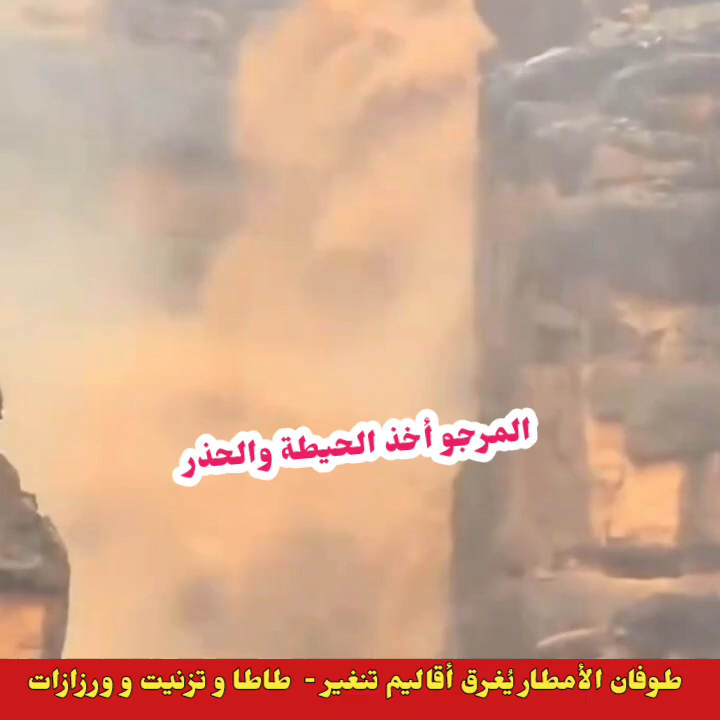 المرجو أخذ الحيطة والحذر
طوفان الأمطار يُغرق أقاليم تنغير - طاطا و تزنيت و ورزازات